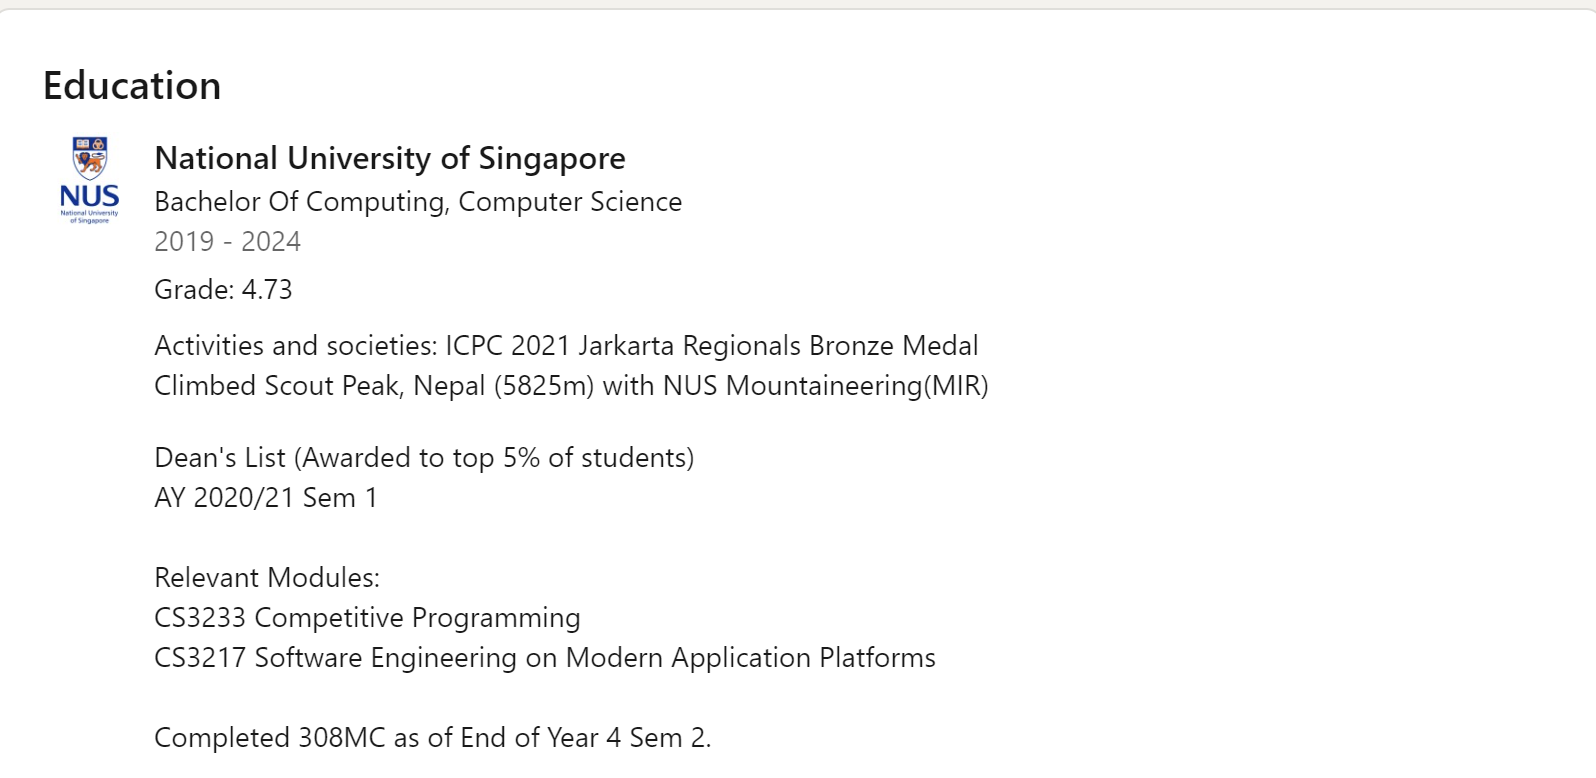 Education
NUS
National University
of Singapore
National University of Singapore
Bachelor Of Computing, Computer Science
2019 - 2024
Grade: 4.73
Activities and societies: ICPC 2021 Jarkarta Regionals Bronze Medal
Climbed Scout Peak, Nepal (5825m) with NUS Mountaineering(MIR)
Dean's List (Awarded to top 5% of students)
AY 2020/21 Sem 1
Relevant Modules:
CS3233 Competitive Programming
CS3217 Software Engineering on Modern Application Platforms
Completed 308MC as of End of Year 4 Sem 2.